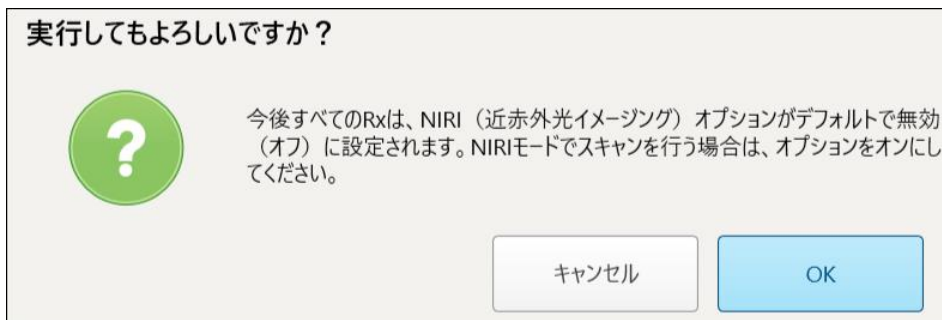 実行してもよろしいですか？
今後すべてのRxは、NIRI（近赤外光イメージング）オプションがデフォルトで無効
（オフ）に設定されます。NIRIモードでスキャンを行う場合は、オプションをオンにし
てください。
キャンセル
OK